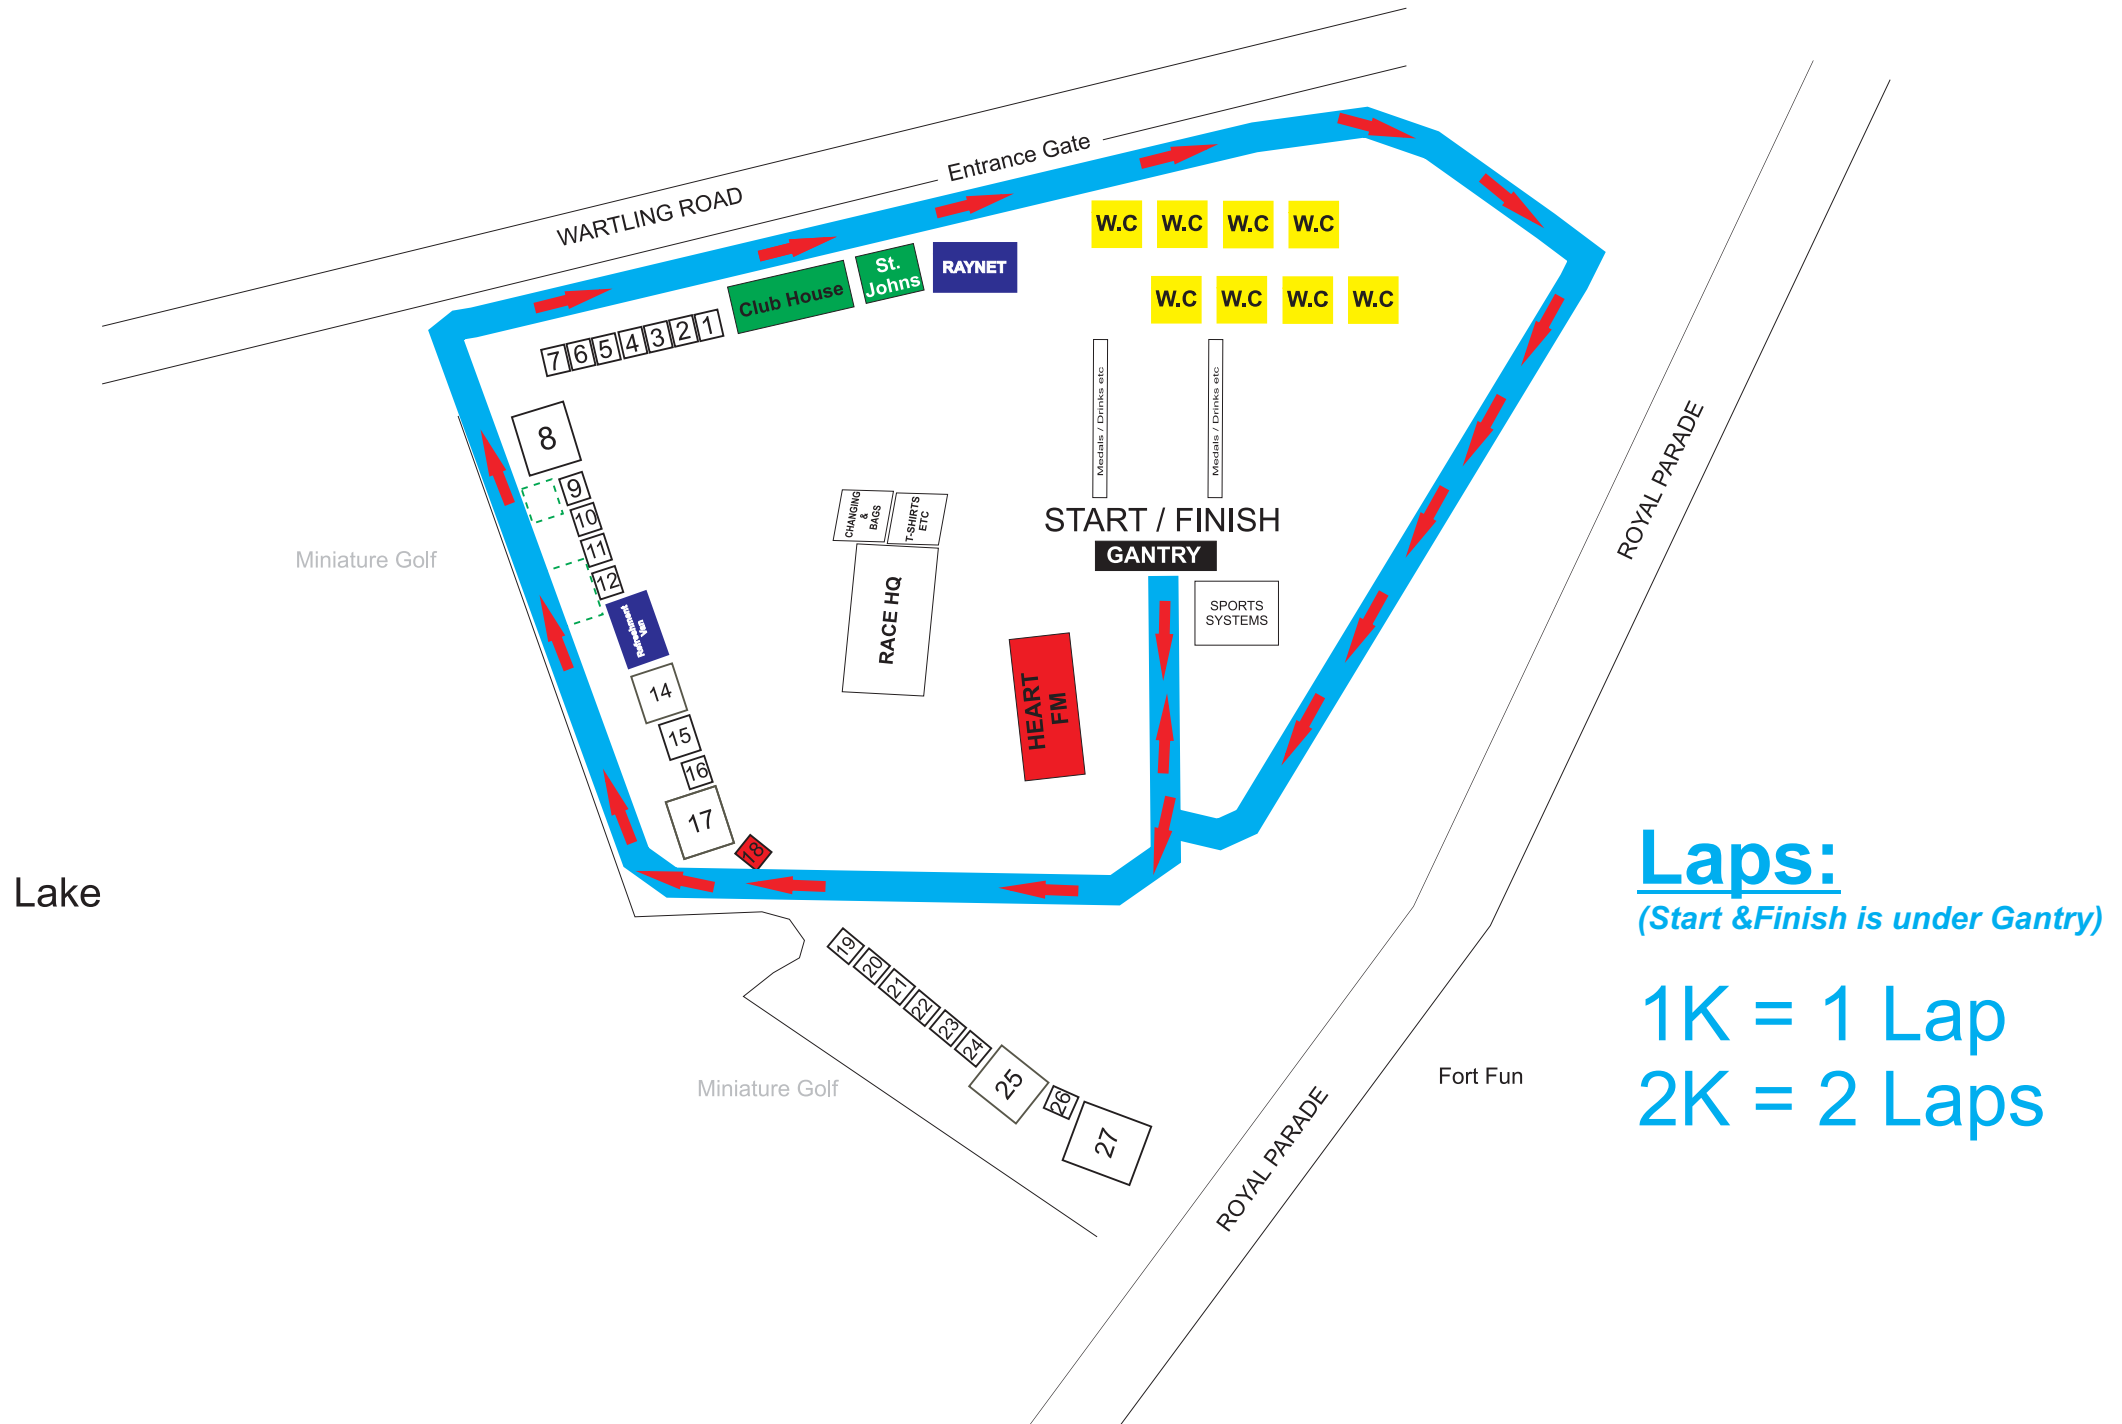 WARTLING ROAD
Entrance Gate
W.C
W.C
W.C
W.C
W.C
W.C
W.C
W.C
RAYNET
St.
Johns
Club House
1
2
3
4
5
6
7
8
9
10
11
12
Refreshment
Van
14
15
16
17
18
Medals / Drinks etc
Medals / Drinks etc
START / FINISH
GANTRY
SPORTS
SYSTEMS
CHANGING
&
BAGS
T-SHIRTS
ETC
RACE HQ
HEART
FM
ROYAL PARADE
Miniature Golf
Lake
19
20
21
22
23
24
25
26
27
Miniature Golf
ROYAL PARADE
Fort Fun
Laps:
(Start &Finish is under Gantry)
1K = 1 Lap
2K = 2 Laps